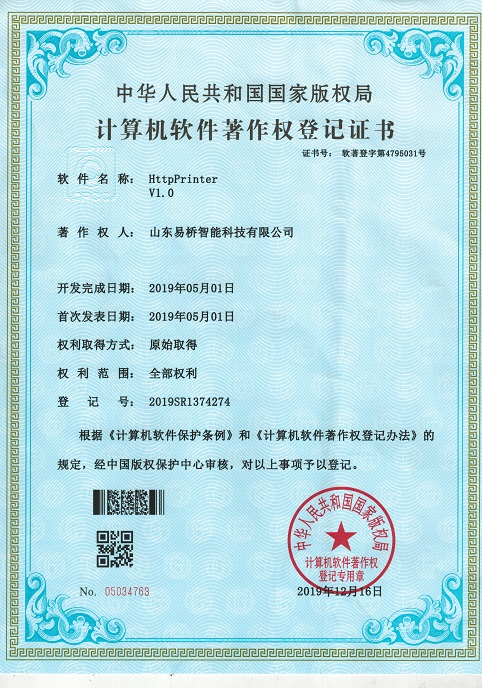 中华人民共和国国家版权局
计算机软件著作权登记证书
证书号： 软著登字第4795031号
软件名称： HttpPrinter
V1.0
著作权人： 山东易桥智能科技有限公司
开发完成日期： 2019年05月01日
首次发表日期： 2019年05月01日
权利取得方式： 原始取得
权利范围： 全部权利
登记号： 2019SR1374274
根据《计算机软件保护条例》和《计算机软件著作权登记办法》的
规定，经中国版权保护中心审核，对以上事项予以登记。
中华人民共和国国家版权局
计算机软件著作权
登记专用章
No. 05034763
2019年12月16日